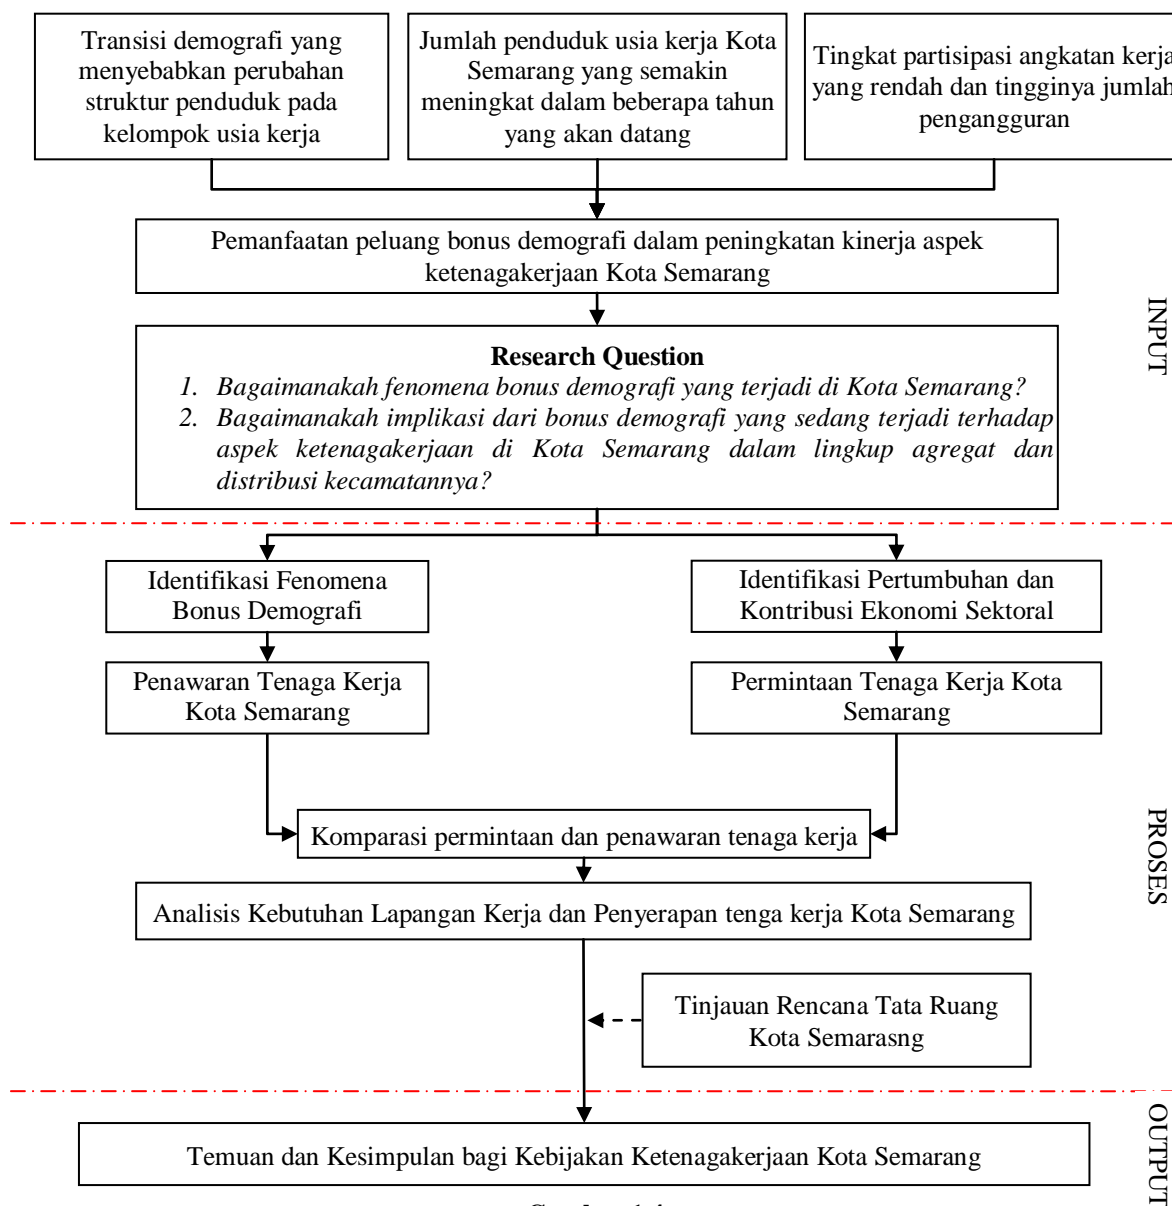 Transisi demografi yang
menyebabkan perubahan
struktur penduduk pada
kelompok usia kerja
Jumlah penduduk usia kerja Kota
Semarang yang semakin
meningkat dalam beberapa tahun
yang akan datang
Tingkat partisipasi angkatan kerja
yang rendah dan tingginya jumlah
pengangguran
Pemanfaatan peluang bonus demografi dalam peningkatan kinerja aspek
ketenagakerjaan Kota Semarang
INPUT
Research Question
1. Bagaimanakah fenomena bonus demografi yang terjadi di Kota Semarang?
2. Bagaimanakah implikasi dari bonus demografi yang sedang terjadi terhadap
aspek ketenagakerjaan di Kota Semarang dalam lingkup agregat dan
distribusi kecamatannya?
Identifikasi Fenomena
Bonus Demografi
Identifikasi Pertumbuhan dan
Kontribusi Ekonomi Sektoral
Penawaran Tenaga Kerja
Kota Semarang
Permintaan Tenaga Kerja Kota
Semarang
Komparasi permintaan dan penawaran tenaga kerja
PROSES
Analisis Kebutuhan Lapangan Kerja dan Penyerapan tenga kerja Kota Semarang
Tinjauan Rencana Tata Ruang
Kota Semarasng
OUTPUT
Temuan dan Kesimpulan bagi Kebijakan Ketenagakerjaan Kota Semarang